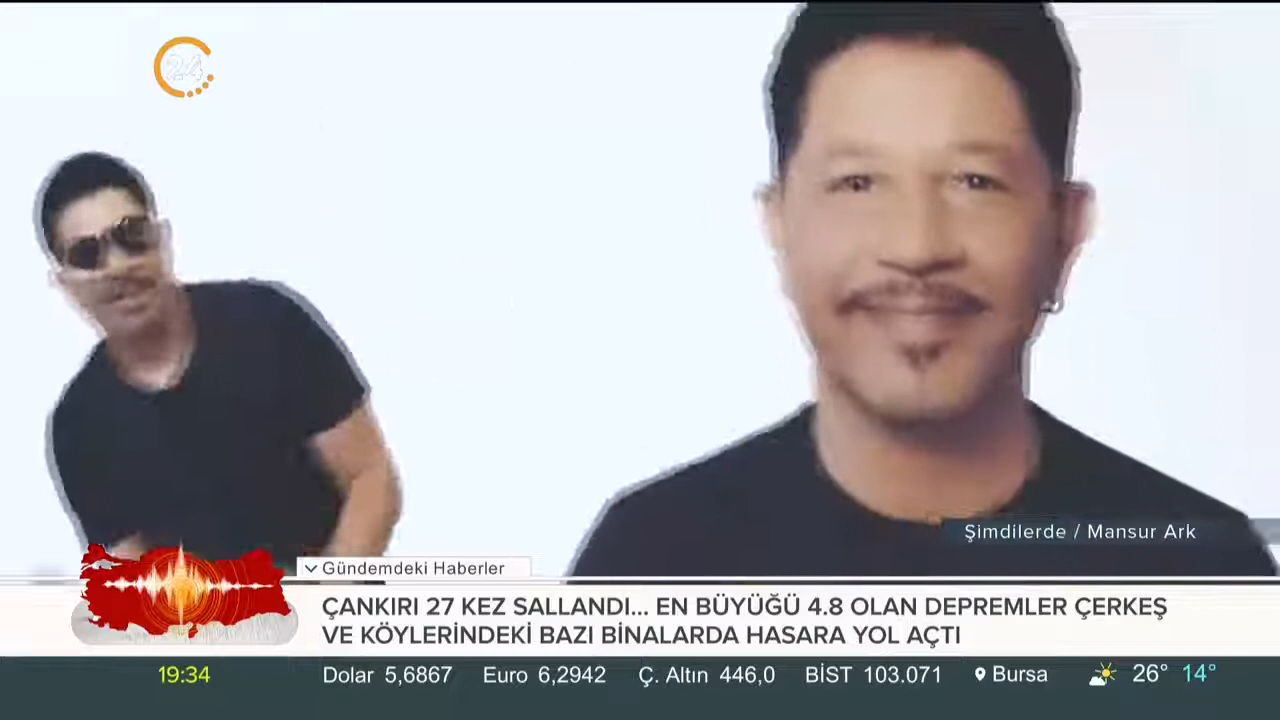 24
Şimdilerde / Mansur Ark
Gündemdeki Haberler
ÇANKIRI 27 KEZ SALLANDI... EN BÜYÜĞÜ 4.8 OLAN DEPREMLER ÇERKEŞ
VE KÖYLERİNDEKİ BAZI BİNALARDA HASARA YOL AÇTI
19:34 Dolar 5,6867 Euro 6,2942 Ç. Altın 446,0 BİST 103.071 Bursa 26° 14°